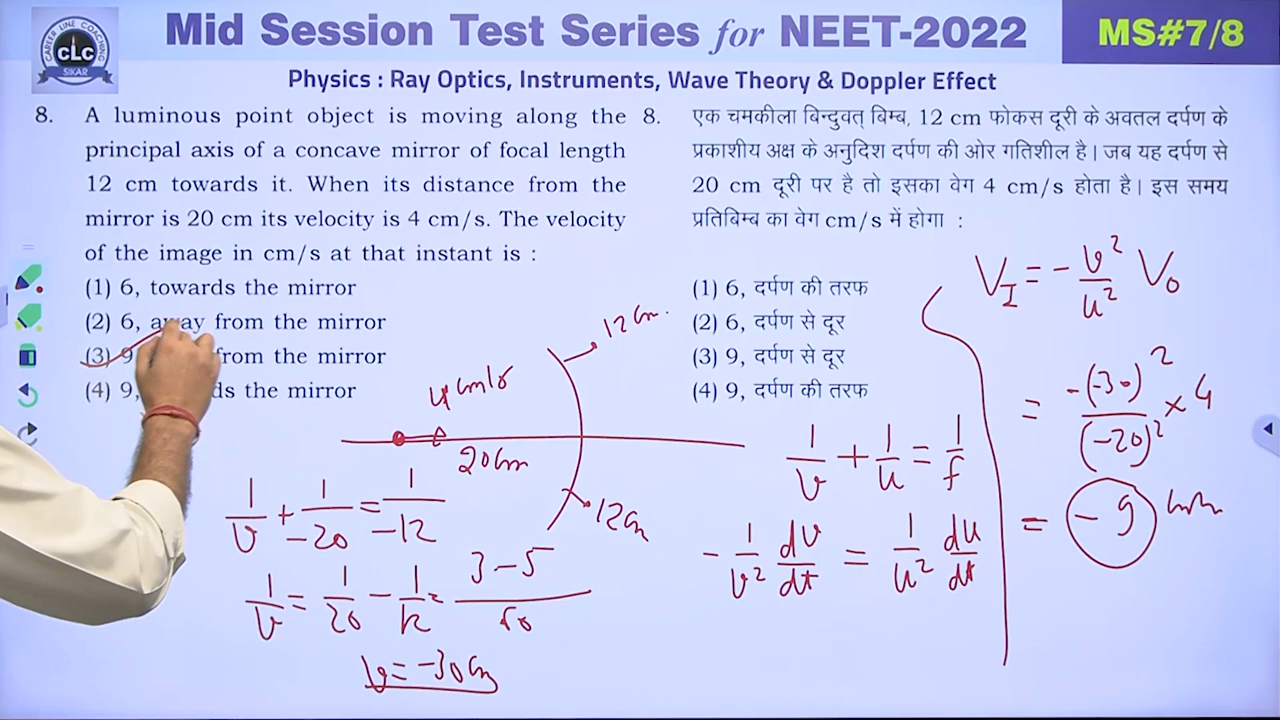 CAREER LINE COACHING
CLC
SIKAR
Mid Session Test Series for NEET-2022
MS#7/8
Physics : Ray Optics, Instruments, Wave Theory & Doppler Effect
8. A luminous point object is moving along the
principal axis of a concave mirror of focal length
12 cm towards it. When its distance from the
mirror is 20 cm its velocity is 4 cm/s. The velocity
of the image in cm/s at that instant is :
(1) 6, towards the mirror
(2) 6, away from the mirror
(3) 9, from the mirror
(4) 9, ds the mirror
8. एक चमकीला बिन्दुवत् बिम्ब, 12 cm फोकस दूरी के अवतल दर्पण के
प्रकाशीय अक्ष के अनुदिश दर्पण की ओर गतिशील है। जब यह दर्पण से
20 cm दूरी पर है तो इसका वेग 4 cm/s होता है। इस समय
प्रतिबिम्ब का वेग cm/s में होगा :
(1) 6, दर्पण की तरफ
(2) 6, दर्पण से दूर
(3) 9, दर्पण से दूर
(4) 9, दर्पण की तरफ
12cm.
4cm/s
20cm
12cm
1/v + 1/-20 = 1/-12
1/v = 1/20 - 1/12 = 3-5/60
v = -30cm
1/v + 1/u = 1/f
- 1/v² dv/dt = 1/u² du/dt
V_I = - v²/u² V_o
= -(-30)²/(-20)² × 4
= -9